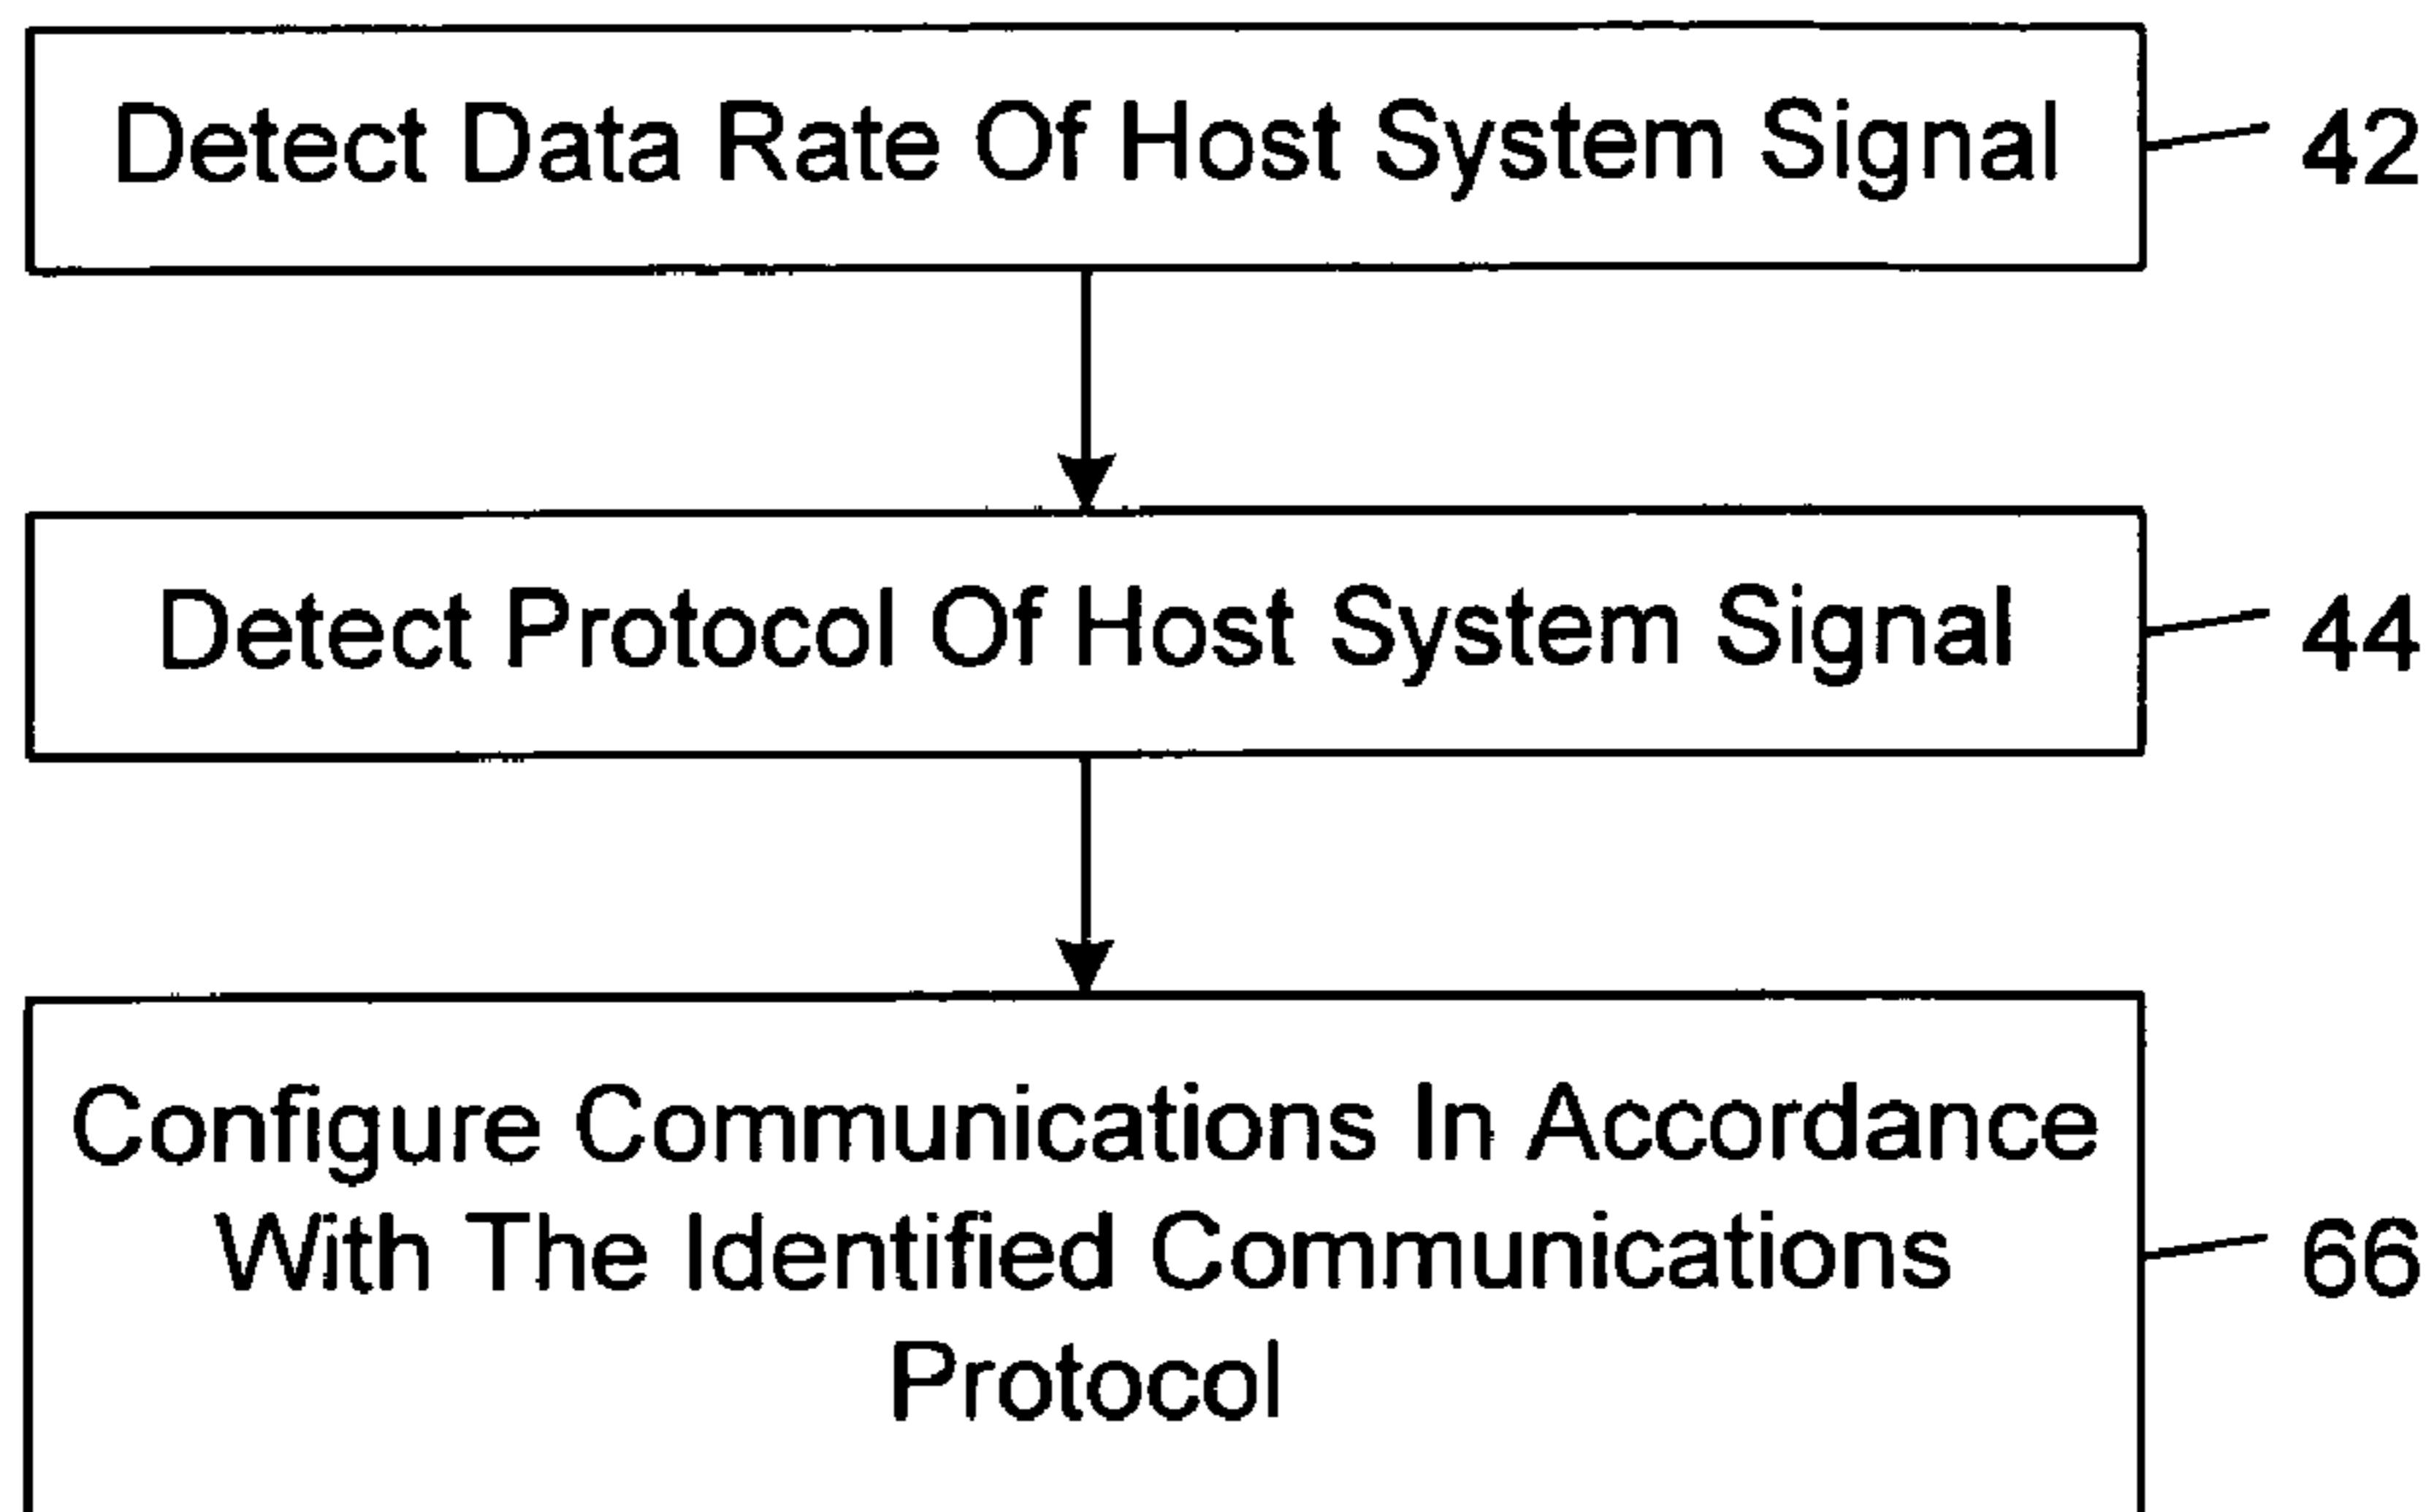 Detect Data Rate Of Host System Signal
42
Detect Protocol Of Host System Signal
44
Configure Communications In Accordance
With The Identified Communications
Protocol
66